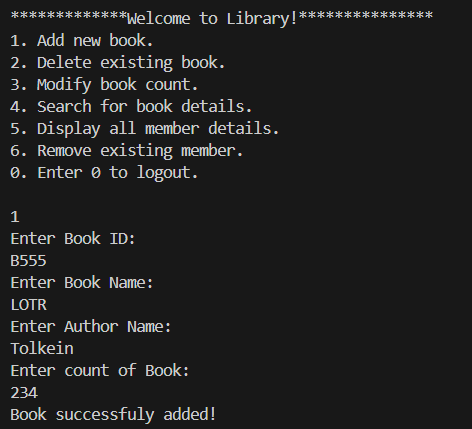 *************Welcome to Library!***************
1. Add new book.
2. Delete existing book.
3. Modify book count.
4. Search for book details.
5. Display all member details.
6. Remove existing member.
0. Enter 0 to logout.
1
Enter Book ID:
B555
Enter Book Name:
LOTR
Enter Author Name:
Tolkein
Enter count of Book:
234
Book successfuly added!